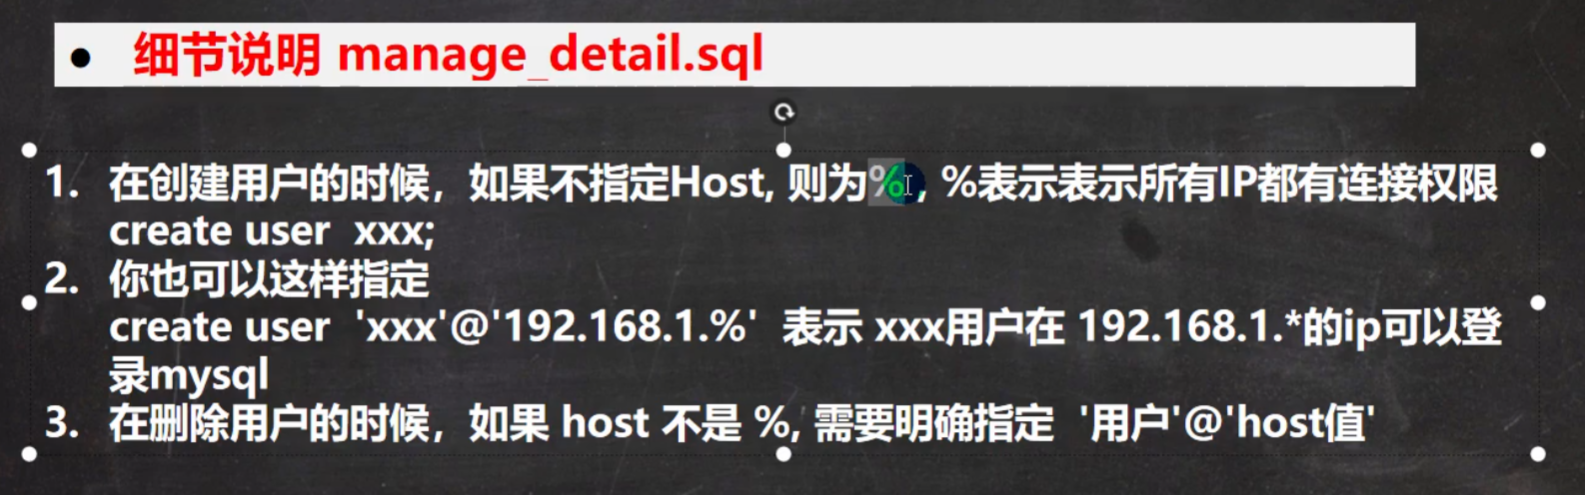 ● 细节说明 manage_detail.sql
1. 在创建用户的时候，如果不指定Host, 则为% , %表示表示所有IP都有连接权限
create user  xxx;
2. 你也可以这样指定
create user  'xxx'@'192.168.1.%'  表示 xxx用户在 192.168.1.*的ip可以登
录mysql
3. 在删除用户的时候，如果 host 不是 %, 需要明确指定  '用户'@'host值'